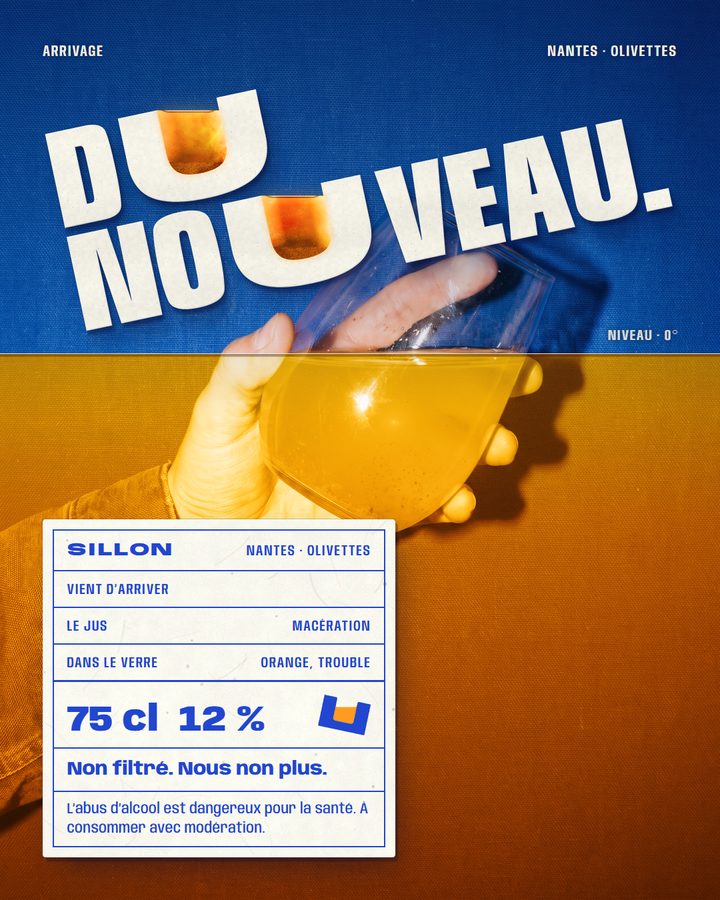 ARRIVAGE
NANTES · OLIVETTES
DU
NOUVEAU.
NIVEAU · 0°
SILLON
NANTES · OLIVETTES
VIENT D'ARRIVER
LE JUS
MACÉRATION
DANS LE VERRE
ORANGE, TROUBLE
75 cl 12 %
Non filtré. Nous non plus.
L'abus d'alcool est dangereux pour la santé. À
consommer avec modération.